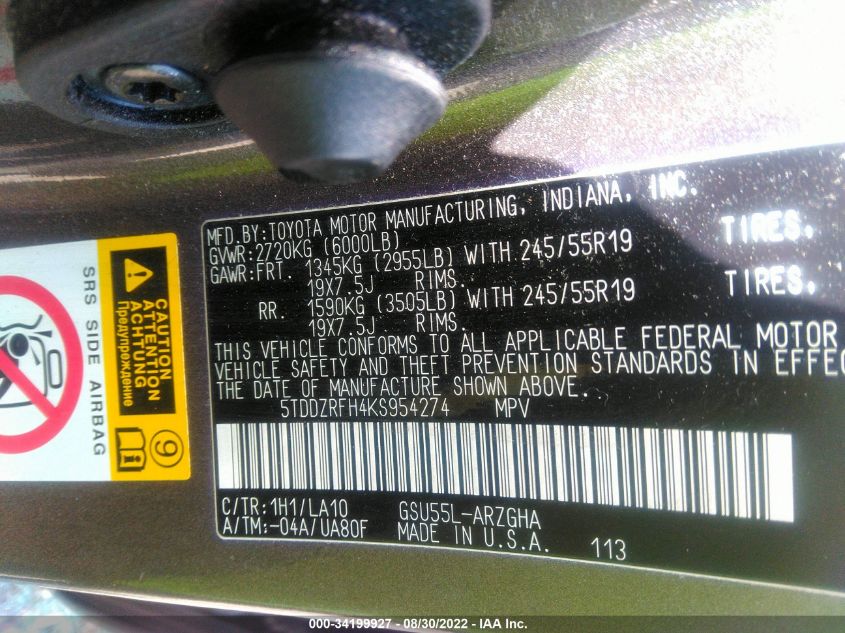 MFD.BY:TOYOTA MOTOR MANUFACTURING, INDIANA, INC.
GVWR:2720KG (6000LB)
GAWR:FRT. 1345KG (2955LB) WITH 245/55R19 TIRES.
19X7.5J RIMS.
RR. 1590KG (3505LB) WITH 245/55R19 TIRES.
19X7.5J RIMS.
THIS VEHICLE CONFORMS TO ALL APPLICABLE FEDERAL MOTOR
VEHICLE SAFETY AND THEFT PREVENTION STANDARDS IN EFFEC
THE DATE OF MANUFACTURE SHOWN ABOVE.
5TDDZRFH4KS954274 MPV
C/TR:1H1/LA10 GSU55L-ARZGHA
A/TM:-04A/UA80F MADE IN U.S.A. 113
SRS SIDE AIRBAG
CAUTION
ATTENTION
ACHTUNG
Предупреждение
9
000-34199927 - 08/30/2022 - IAA Inc.